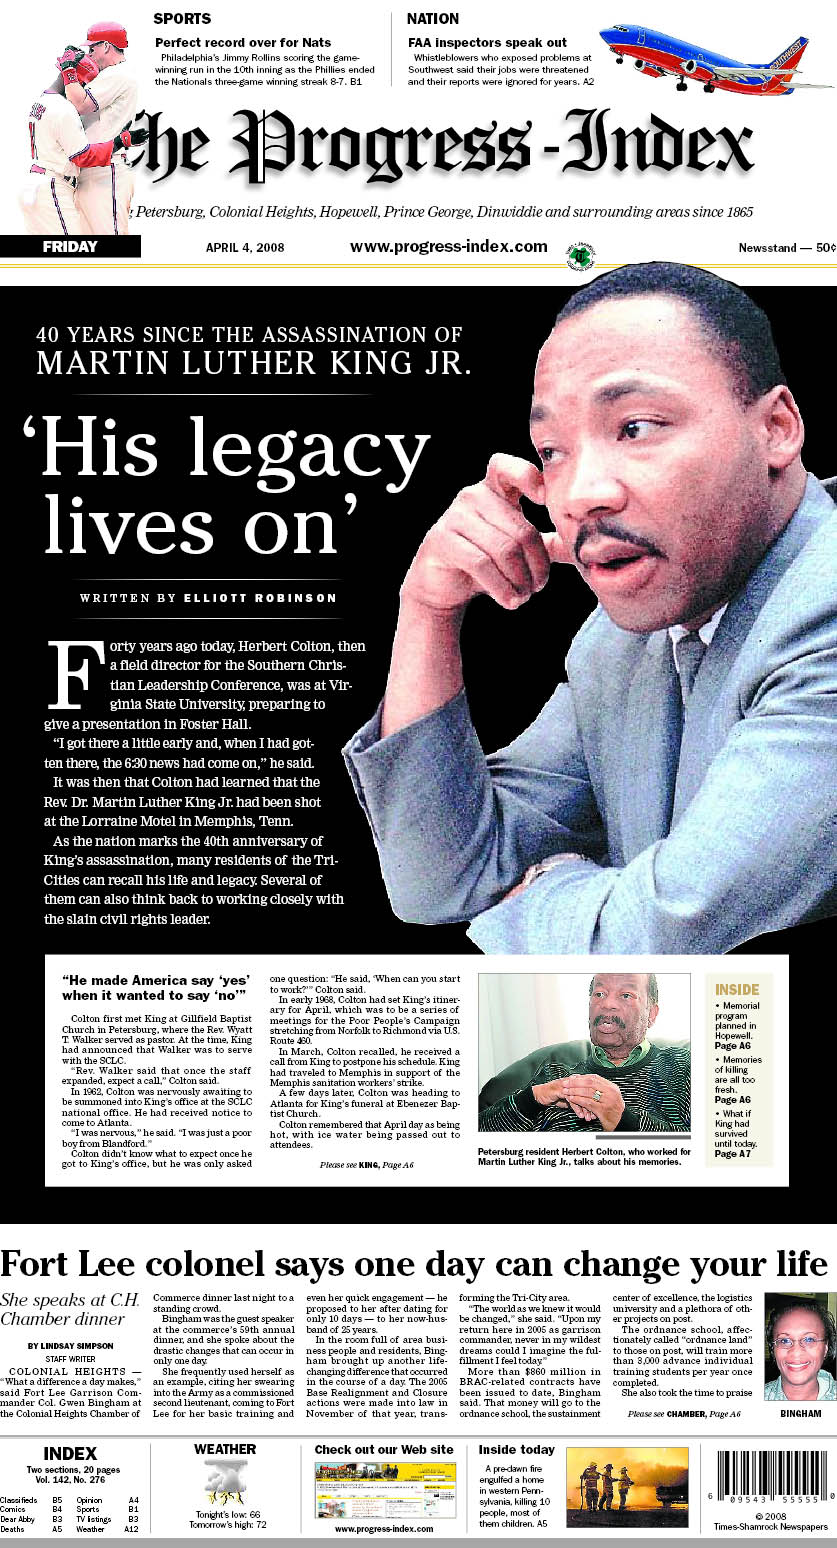 SPORTS
Perfect record over for Nats
Philadelphia's Jimmy Rollins scoring the game-
winning run in the 10th inning as the Phillies ended
the Nationals three-game winning streak 8-7. B1
NATION
FAA inspectors speak out
Whistleblowers who exposed problems at
Southwest said their jobs were threatened
and their reports were ignored for years. A2
SOUTHWEST
The Progress-Index
Petersburg, Colonial Heights, Hopewell, Prince George, Dinwiddie and surrounding areas since 1865
FRIDAY
APRIL 4, 2008
www.progress-index.com
Newsstand — 50¢
40 YEARS SINCE THE ASSASSINATION OF
MARTIN LUTHER KING JR.
‘His legacy
lives on’
WRITTEN BY ELLIOTT ROBINSON
Forty years ago today, Herbert Colton, then
a field director for the Southern Chris-
tian Leadership Conference, was at Vir-
ginia State University, preparing to
give a presentation in Foster Hall.
“I got there a little early and, when I had got-
ten there, the 6:30 news had come on,” he said.
It was then that Colton had learned that the
Rev. Dr. Martin Luther King Jr. had been shot
at the Lorraine Motel in Memphis, Tenn.
As the nation marks the 40th anniversary of
King’s assassination, many residents of the Tri-
Cities can recall his life and legacy. Several of
them can also think back to working closely with
the slain civil rights leader.
“He made America say ‘yes’
when it wanted to say ‘no’”
Colton first met King at Gillfield Baptist
Church in Petersburg, where the Rev. Wyatt
T. Walker served as pastor. At the time, King
had announced that Walker was to serve
with the SCLC.
“Rev. Walker said that once the staff
expanded, expect a call,” Colton said.
In 1962, Colton was nervously awaiting to
be summoned into King’s office at the SCLC
national office. He had received notice to
come to Atlanta.
“I was nervous,” he said. “I was just a poor
boy from Blandford.”
Colton didn’t know what to expect once he
got to King’s office, but he was only asked
one question: “He said, ‘When can you start
to work?’” Colton said.
In early 1968, Colton had set King’s itiner-
ary for April, which was to be a series of
meetings for the Poor People’s Campaign
stretching from Norfolk to Richmond via U.S.
Route 460.
In March, Colton recalled, he received a
call from King to postpone his schedule. King
had traveled to Memphis in support of the
Memphis sanitation workers’ strike.
A few days later, Colton was heading to
Atlanta for King’s funeral at Ebenezer Bap-
tist Church.
Colton remembered that April day as being
hot, with ice water being passed out to
attendees.
Please see KING, Page A6
Petersburg resident Herbert Colton, who worked for
Martin Luther King Jr., talks about his memories.
INSIDE
• Memorial
program
planned in
Hopewell.
Page A6
• Memories
of killing
are all too
fresh.
Page A6
• What if
King had
survived
until today.
Page A7
Fort Lee colonel says one day can change your life
She speaks at C.H.
Chamber dinner
BY LINDSAY SIMPSON
STAFF WRITER
COLONIAL HEIGHTS —
“What a difference a day makes,”
said Fort Lee Garrison Com-
mander Col. Gwen Bingham at
the Colonial Heights Chamber of
Commerce dinner last night to a
standing crowd.
Bingham was the guest speaker
at the commerce’s 59th annual
dinner, and she spoke about the
drastic changes that can occur in
only one day.
She frequently used herself as
an example, citing her swearing
into the Army as a commissioned
second lieutenant, coming to Fort
Lee for her basic training and
even her quick engagement — he
proposed to her after dating for
only 10 days — to her now-hus-
band of 25 years.
In the room full of area busi-
ness people and residents, Bing-
ham brought up another life-
changing difference that occurred
in the course of a day. The 2005
Base Realignment and Closure
actions were made into law in
November of that year, trans-
forming the Tri-City area.
“The world as we knew it would
be changed,” she said. “Upon my
return here in 2005 as garrison
commander, never in my wildest
dreams could I imagine the ful-
fillment I feel today.”
More than $860 million in
BRAC-related contracts have
been issued to date, Bingham
said. That money will go to the
ordnance school, the sustainment
center of excellence, the logistics
university and a plethora of oth-
er projects on post.
The ordnance school, affec-
tionately called “ordnance land”
to those on post, will train more
than 3,000 advance individual
training students per year once
completed.
She also took the time to praise
Please see CHAMBER, Page A6
BINGHAM
INDEX
Two sections, 20 pages
Vol. 142, No. 276
Classifieds B5 Opinion A4
Comics B4 Sports B1
Dear Abby B3 TV listings B3
Deaths A5 Weather A12
WEATHER
Tonight’s low: 66
Tomorrow’s high: 72
Check out our Web site
www.progress-index.com
Inside today
A pre-dawn fire
engulfed a home
in western Penn-
sylvania, killing 10
people, most of
them children. A5
6 09543 55555 0
© 2008
Times-Shamrock Newspapers